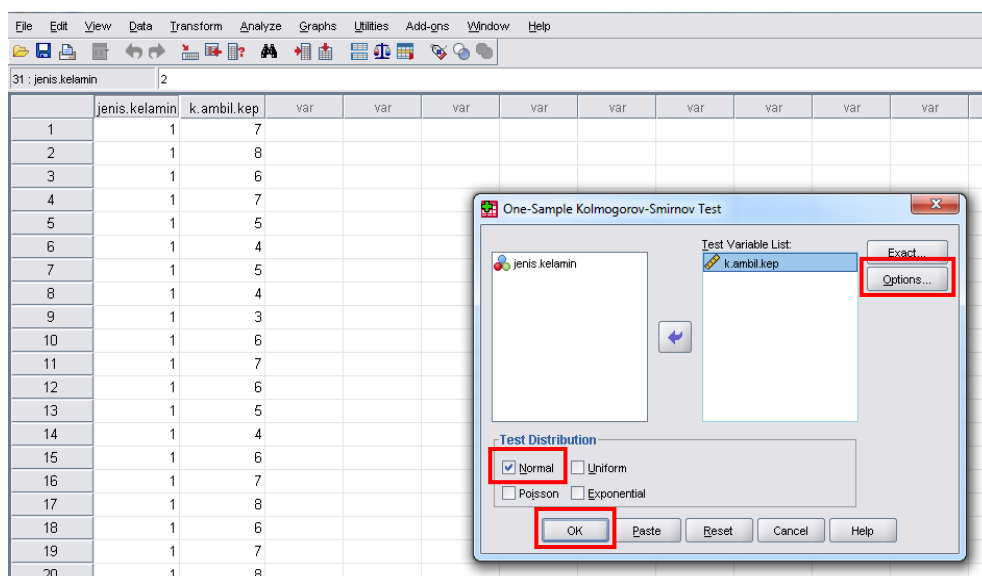 File Edit View Data Transform Analyze Graphs Utilities Add-ons Window Help
31 : jenis.kelamin 2
jenis.kelamin k.ambil.kep var var var var var var var var var
1 1 7
2 1 8
3 1 6
4 1 7
5 1 5
6 1 4
7 1 5
8 1 4
9 1 3
10 1 6
11 1 7
12 1 6
13 1 5
14 1 4
15 1 6
16 1 7
17 1 8
18 1 6
19 1 7
20 1 8
One-Sample Kolmogorov-Smirnov Test
Test Variable List:
jenis.kelamin k.ambil.kep Exact...
Options...
Test Distribution
Normal Uniform
Poisson Exponential
OK Paste Reset Cancel Help